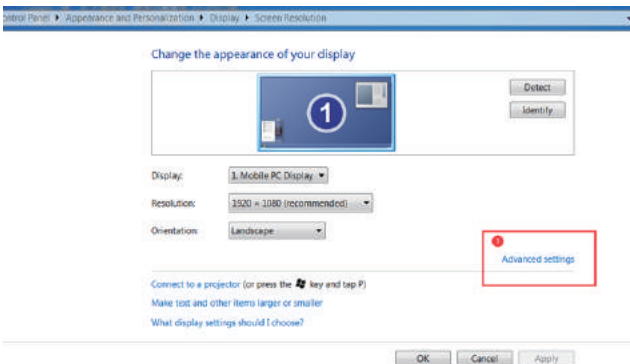 ontrol Panel ▸ Appearance and Personalization ▸ Display ▸ Screen Resolution
Change the appearance of your display
1
Detect
Identify
Display: 1. Mobile PC Display
Resolution: 1920 × 1080 (recommended)
Orientation: Landscape
1
Advanced settings
Connect to a projector (or press the key and tap P)
Make text and other items larger or smaller
What display settings should I choose?
OK Cancel Apply